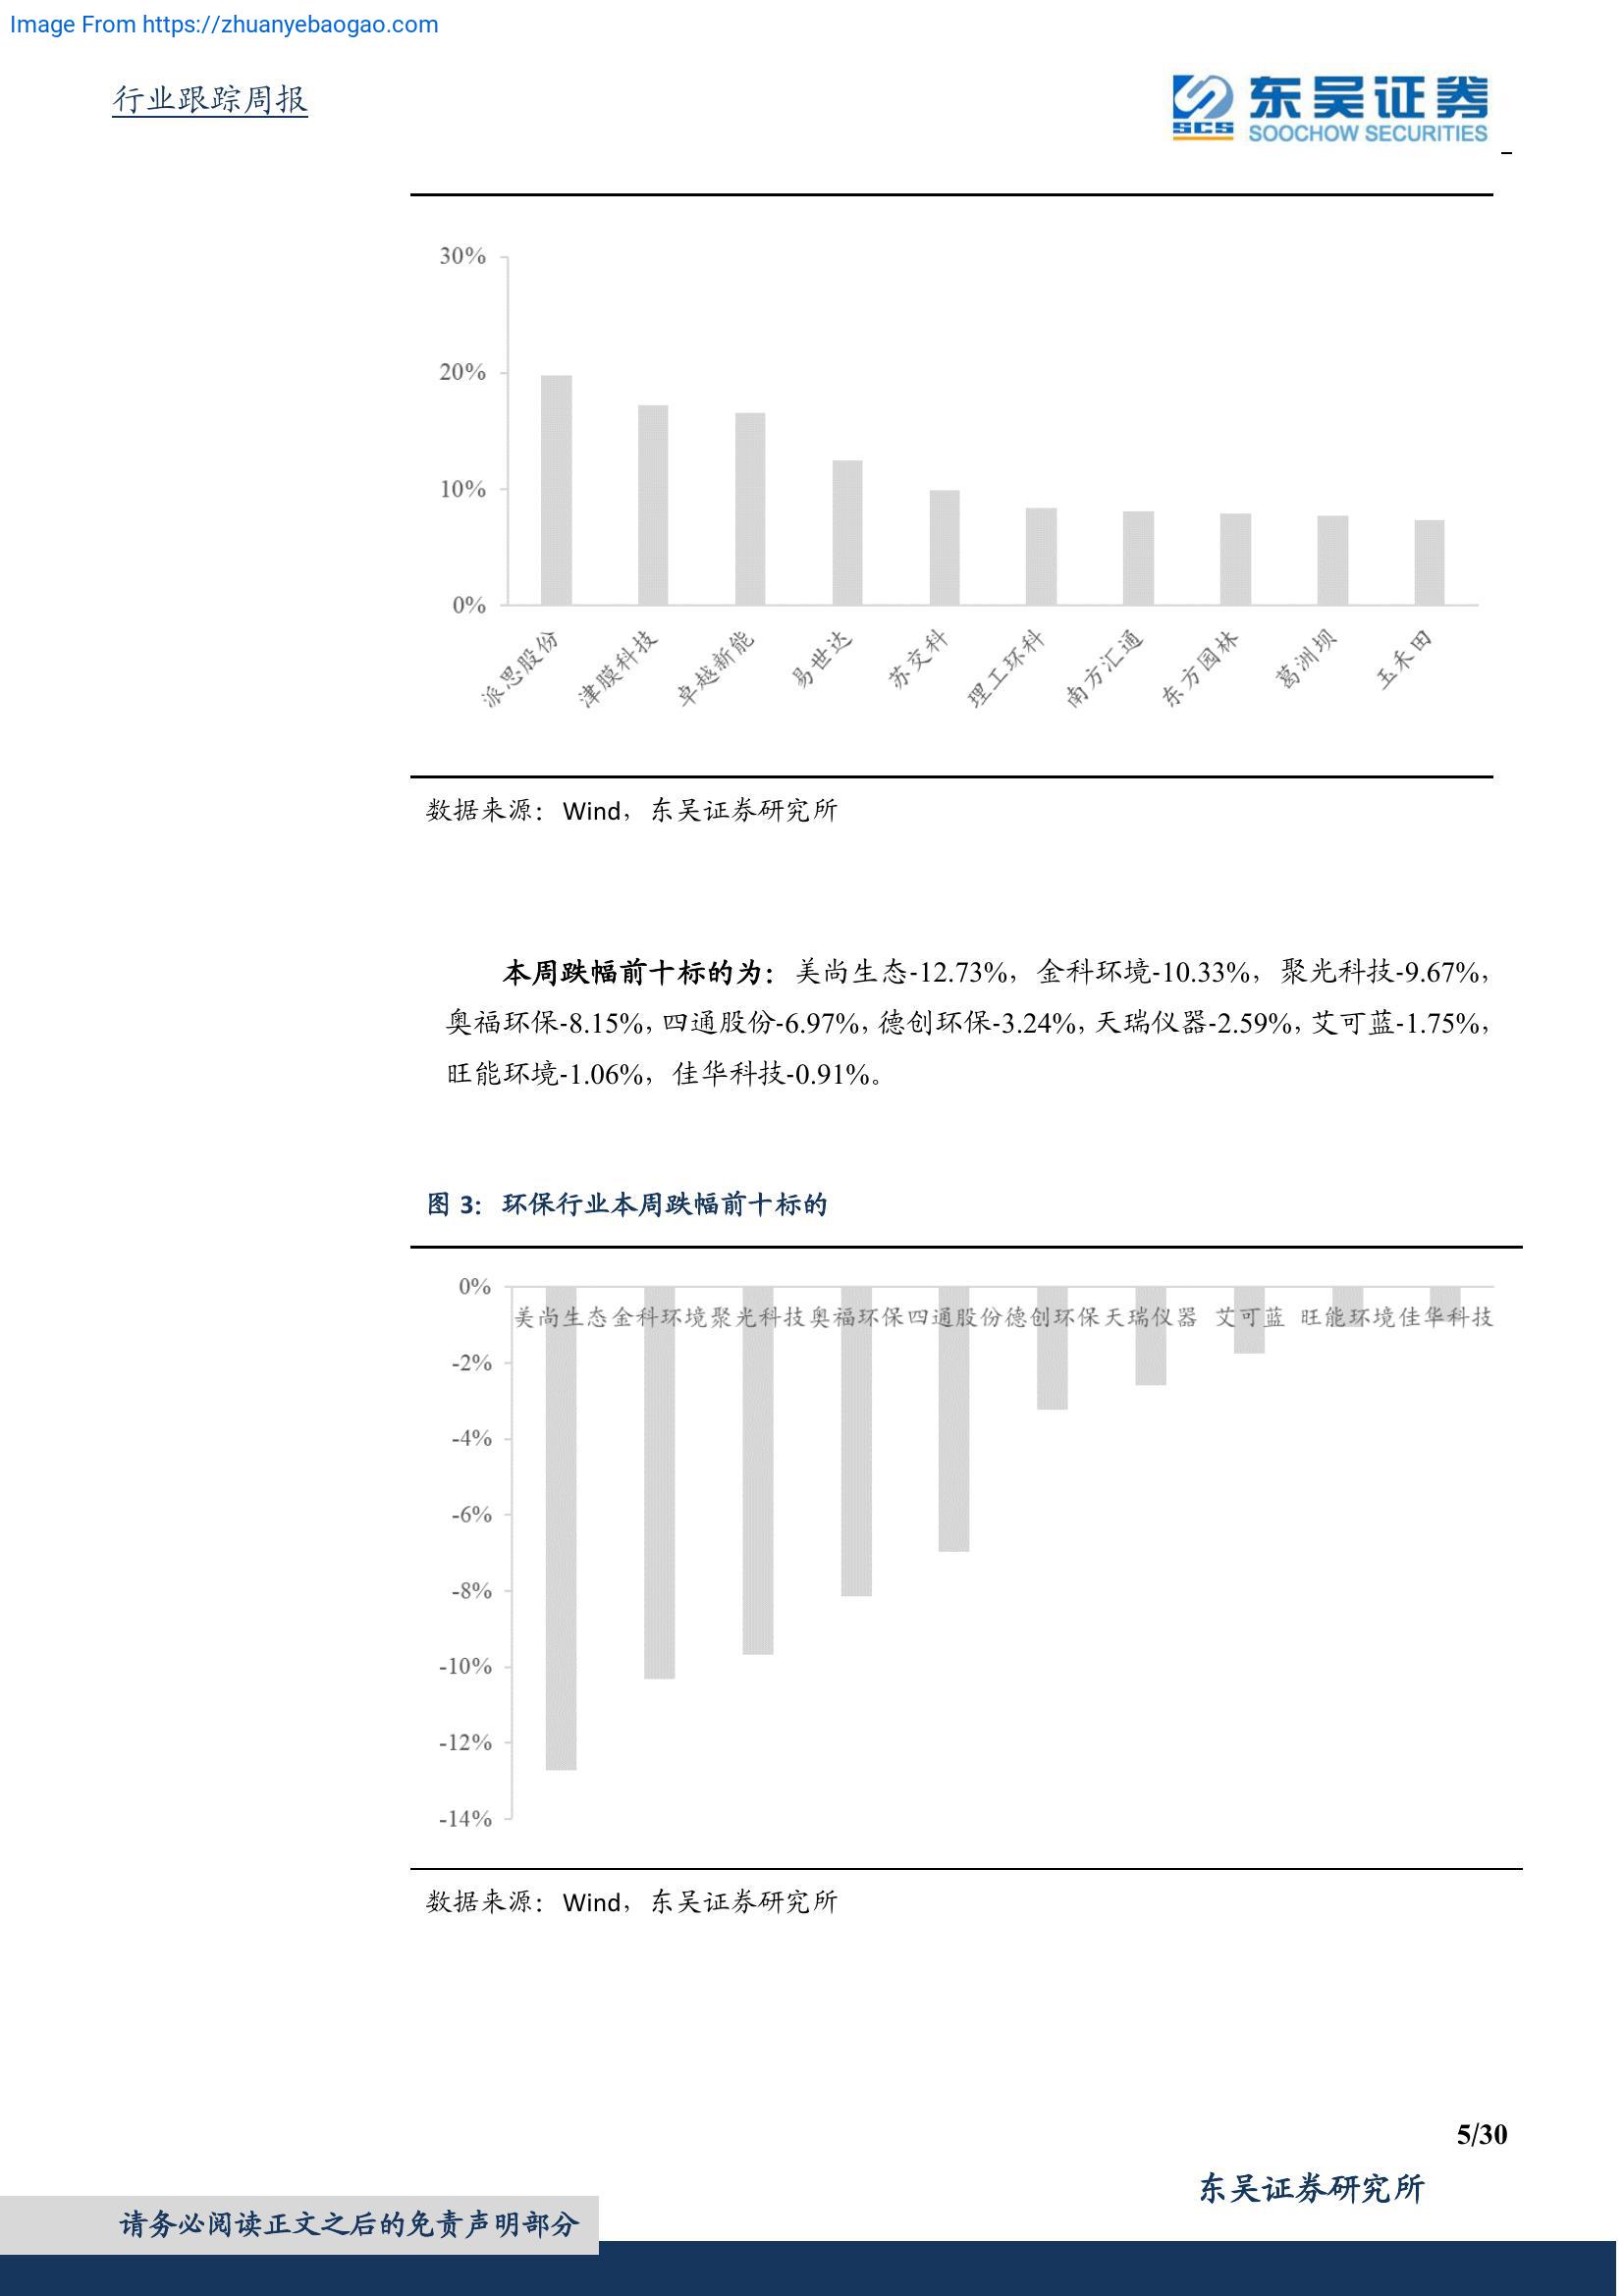 Image From https://zhuanyebaogao.com
行业跟踪周报
东吴证券
SCS
SOOCHOW SECURITIES
30%
20%
10%
0%
派思股份 津膜科技 卓越新能 易世达 苏交科 理工环科 南方汇通 东方园林 葛洲坝 玉禾田
数据来源：Wind，东吴证券研究所
本周跌幅前十标的为：美尚生态-12.73%，金科环境-10.33%，聚光科技-9.67%，
奥福环保-8.15%，四通股份-6.97%，德创环保-3.24%，天瑞仪器-2.59%，艾可蓝-1.75%，
旺能环境-1.06%，佳华科技-0.91%。
图 3：环保行业本周跌幅前十标的
0%
美尚生态 金科环境 聚光科技 奥福环保 四通股份 德创环保 天瑞仪器 艾可蓝 旺能环境 佳华科技
-2%
-4%
-6%
-8%
-10%
-12%
-14%
数据来源：Wind，东吴证券研究所
5/30
东吴证券研究所
请务必阅读正文之后的免责声明部分